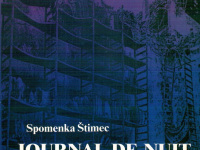 Spomenka Štimec
JOURNAL DE NUIT